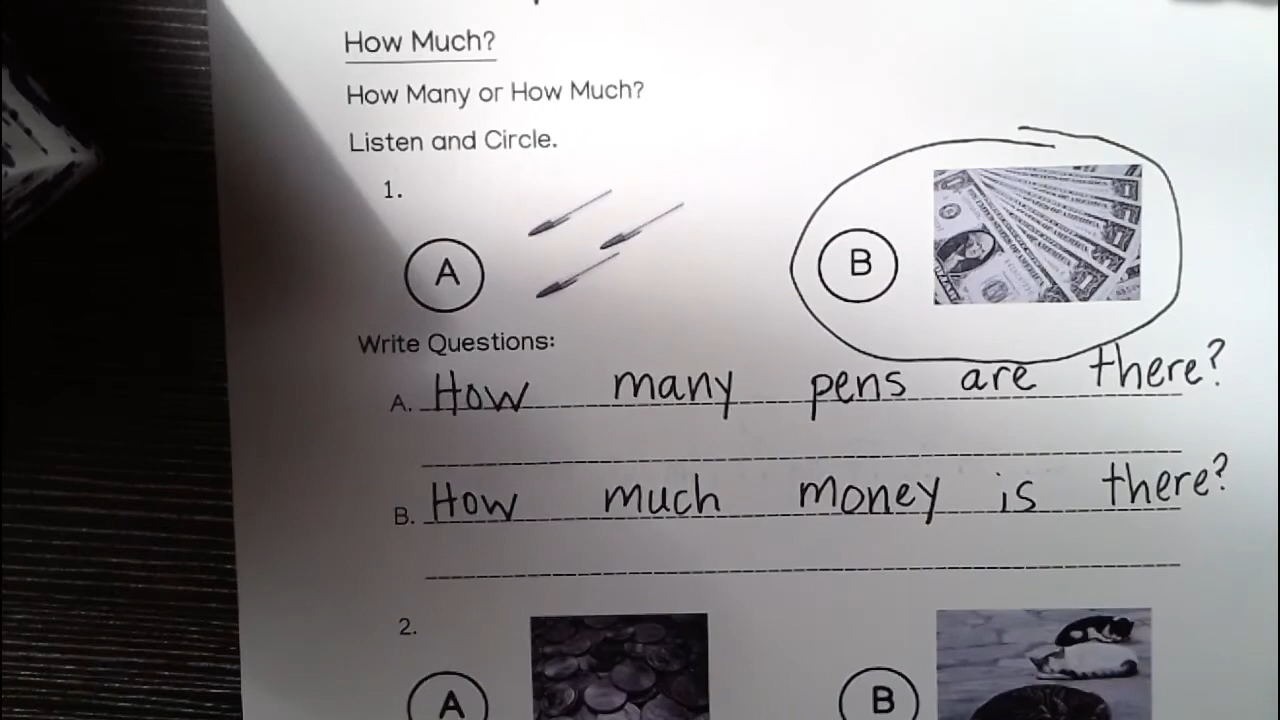 How Much?
How Many or How Much?
Listen and Circle.
1.
A
B
Write Questions:
A. How many pens are there?
B. How much money is there?
2.
A
B